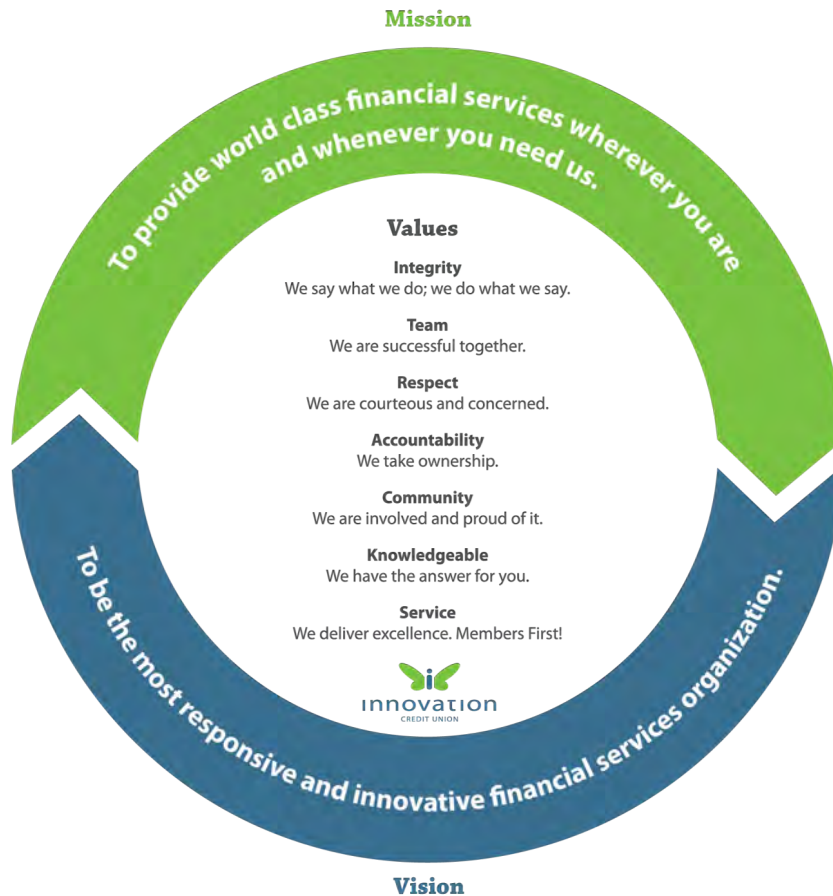 Mission
To provide world class financial services wherever you are
and whenever you need us.
Values
Integrity
We say what we do; we do what we say.
Team
We are successful together.
Respect
We are courteous and concerned.
Accountability
We take ownership.
Community
We are involved and proud of it.
Knowledgeable
We have the answer for you.
Service
We deliver excellence. Members First!
innovation
CREDIT UNION
To be the most responsive and innovative financial services organization.
Vision